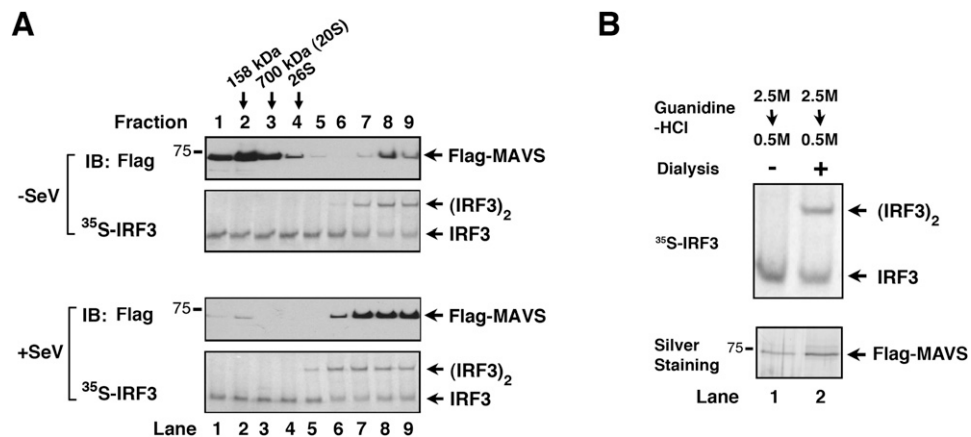 A
158 kDa
700 kDa (20S)
26S
Fraction 1 2 3 4 5 6 7 8 9
-SeV
IB: Flag 75 Flag-MAVS
³⁵S-IRF3 (IRF3)₂
IRF3
+SeV
IB: Flag 75 Flag-MAVS
³⁵S-IRF3 (IRF3)₂
IRF3
Lane 1 2 3 4 5 6 7 8 9
B
Guanidine
-HCl
2.5M 2.5M
0.5M 0.5M
Dialysis - +
³⁵S-IRF3 (IRF3)₂
IRF3
Silver
Staining 75 Flag-MAVS
Lane 1 2